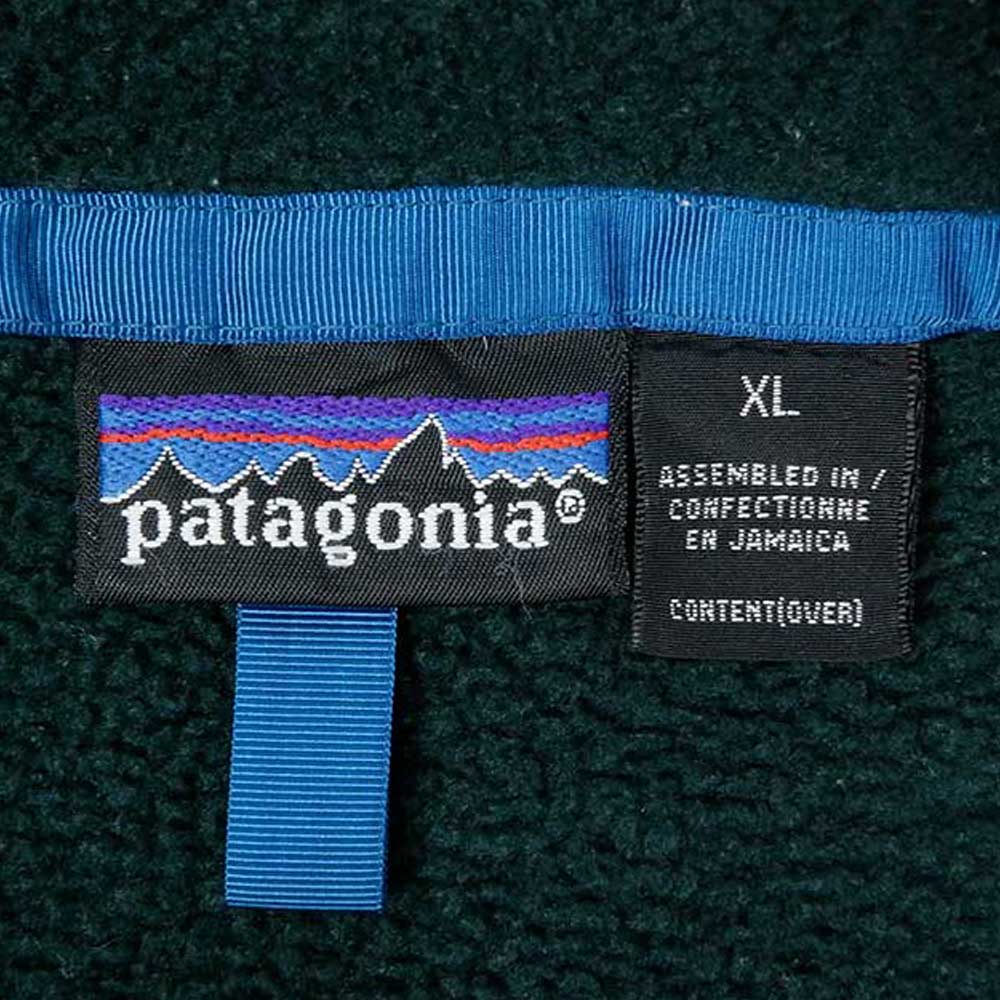 patagonia®
XL
ASSEMBLED IN /
CONFECTIONNE
EN JAMAICA
CONTENT(OVER)